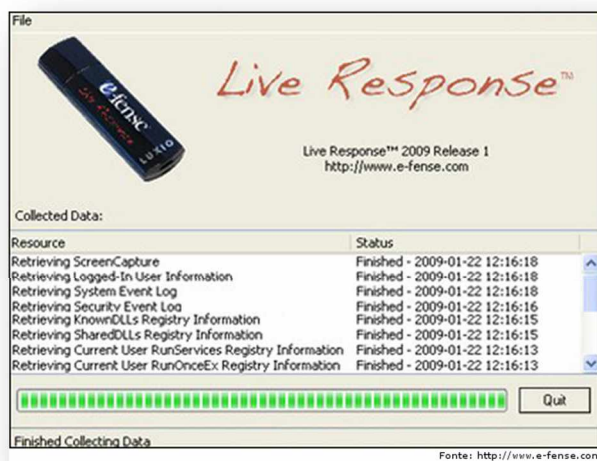 File
e-fense
Live Response
LUXIO
Live Response™
Live Response™ 2009 Release 1
http://www.e-fense.com
Collected Data:
Resource Status
Retrieving ScreenCapture Finished - 2009-01-22 12:16:18
Retrieving Logged-In User Information Finished - 2009-01-22 12:16:18
Retrieving System Event Log Finished - 2009-01-22 12:16:18
Retrieving Security Event Log Finished - 2009-01-22 12:16:16
Retrieving KnownDLLs Registry Information Finished - 2009-01-22 12:16:15
Retrieving SharedDLLs Registry Information Finished - 2009-01-22 12:16:15
Retrieving Current User RunServices Registry Information Finished - 2009-01-22 12:16:13
Retrieving Current User RunOnceEx Registry Information Finished - 2009-01-22 12:16:13
Quit
Finished Collecting Data
Fonte: http://www.e-fense.com